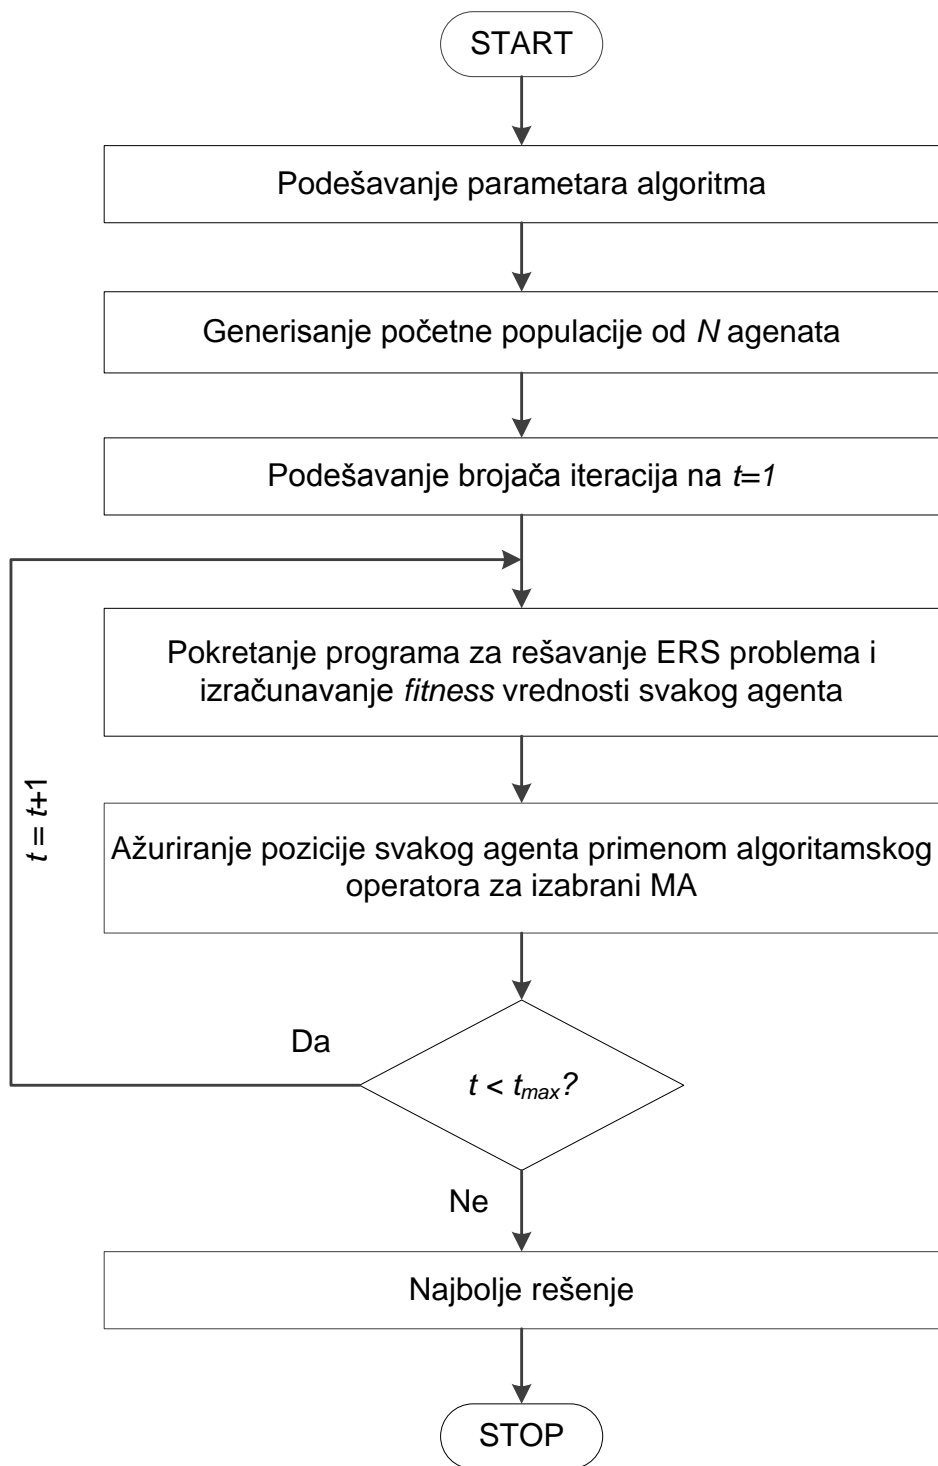 START
Podešavanje parametara algoritma
Generisanje početne populacije od N agenata
Podešavanje brojača iteracija na t=1
Pokretanje programa za rešavanje ERS problema i
izračunavanje fitness vrednosti svakog agenta
t = t+1
Ažuriranje pozicije svakog agenta primenom algoritamskog
operatora za izabrani MA
Da
t < tmax?
Ne
Najbolje rešenje
STOP